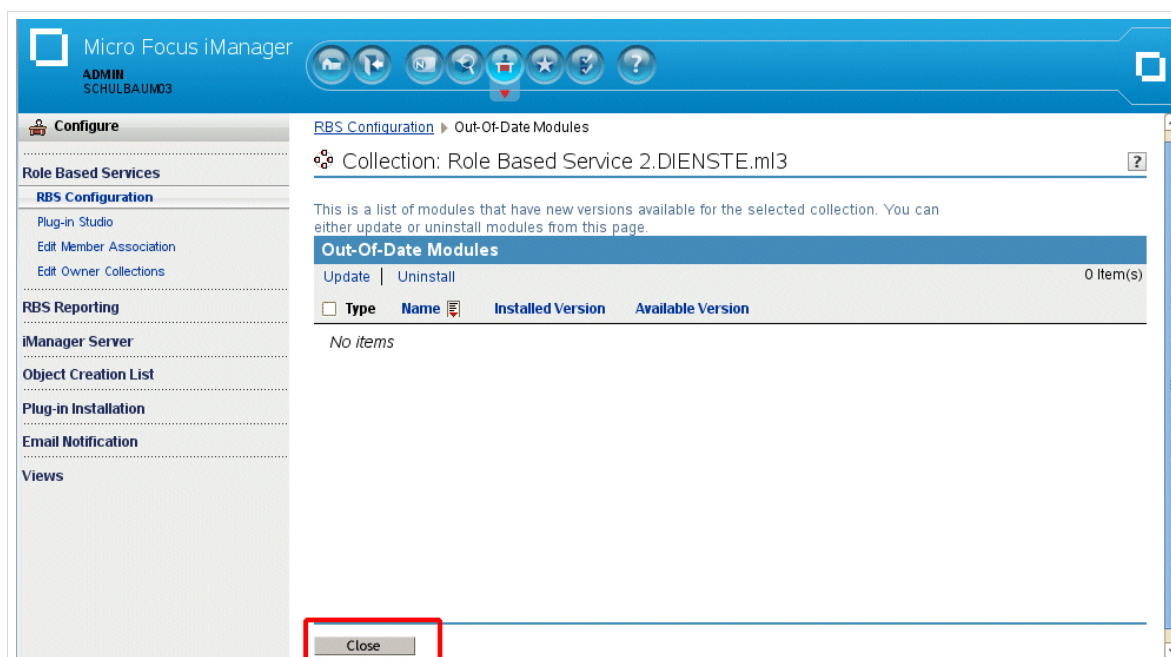 Micro Focus iManager
ADMIN
SCHULBAUM03
N
?
Configure
Role Based Services
RBS Configuration
Plug-in Studio
Edit Member Association
Edit Owner Collections
RBS Reporting
iManager Server
Object Creation List
Plug-in Installation
Email Notification
Views
RBS Configuration Out-Of-Date Modules
Collection: Role Based Service 2.DIENSTE.ml3 ?
This is a list of modules that have new versions available for the selected collection. You can
either update or uninstall modules from this page.
Out-Of-Date Modules
Update | Uninstall 0 Item(s)
Type Name Installed Version Available Version
No items
Close